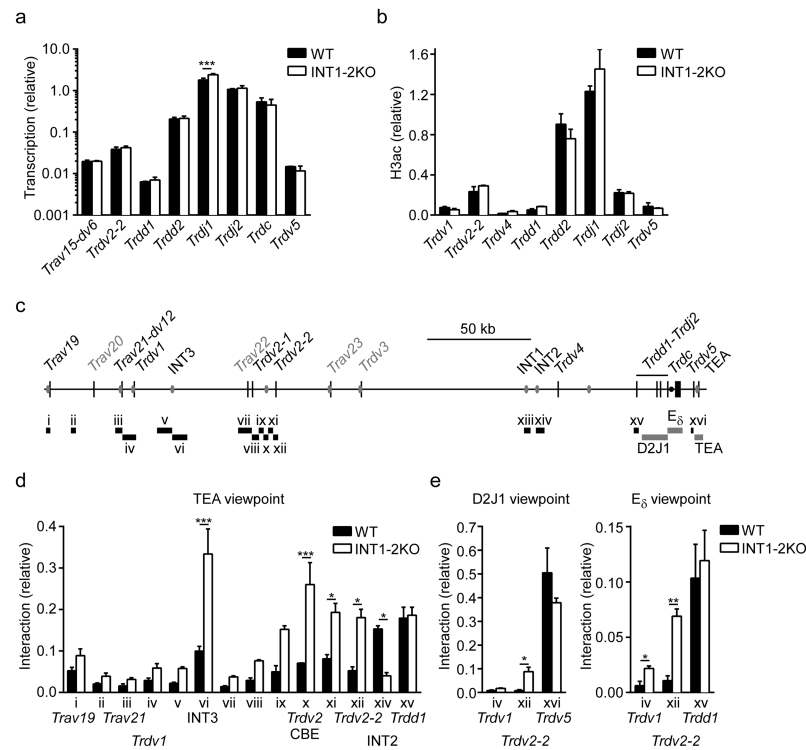 a
Transcription (relative)
10.0
1.0
0.1
0.01
0.001
***
WT
INT1-2KO
Trav15-dv6
Trdv2-2
Trdd1
Trdd2
Trdj1
Trdj2
Trdc
Trdv5
b
H3ac (relative)
1.6
1.2
0.8
0.4
0
WT
INT1-2KO
Trdv1
Trdv2-2
Trdv4
Trdd1
Trdd2
Trdj1
Trdj2
Trdv5
c
50 kb
Trav19
Trav20
Trav21-dv12
Trdv1
INT3
Trav22
Trdv2-1
Trdv2-2
Trav23
Trdv3
INT1
INT2
Trdv4
Trdd1-Trdj2
Trdc
Trdv5
TEA
i ii iii v vii ix xi xiii xiv xv Eδ xvi
iv vi viii x xii D2J1 TEA
d
TEA viewpoint
Interaction (relative)
0.4
0.3
0.2
0.1
0.0
*** *** * * *
WT
INT1-2KO
i ii iii iv v vi vii viii ix x xi xii xiv xv
Trav19 Trav21 INT3 Trdv2 Trdv2-2 Trdd1
Trdv1 CBE INT2
e
D2J1 viewpoint
Interaction (relative)
0.7
0.6
0.5
0.4
0.3
0.2
0.1
0.0
*
iv xii xvi
Trdv1 Trdv5
Trdv2-2
Eδ viewpoint
0.15
0.10
0.05
0.00
* **
WT
INT1-2KO
iv xii xv
Trdv1 Trdd1
Trdv2-2